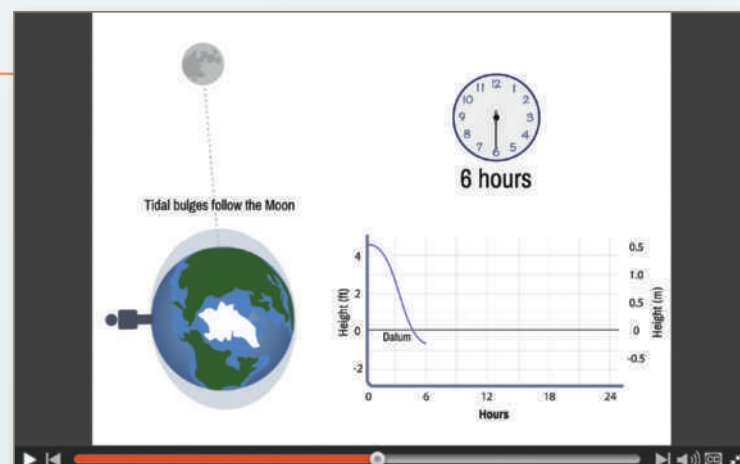 11 12 1
10 2
9 3
8 4
7 6 5
6 hours
Tidal bulges follow the Moon
4
2
0
-2
Height (ft)
Datum
0.5
1.0
0.5
0
-0.5
Height (m)
0 6 12 18 24
Hours
CC